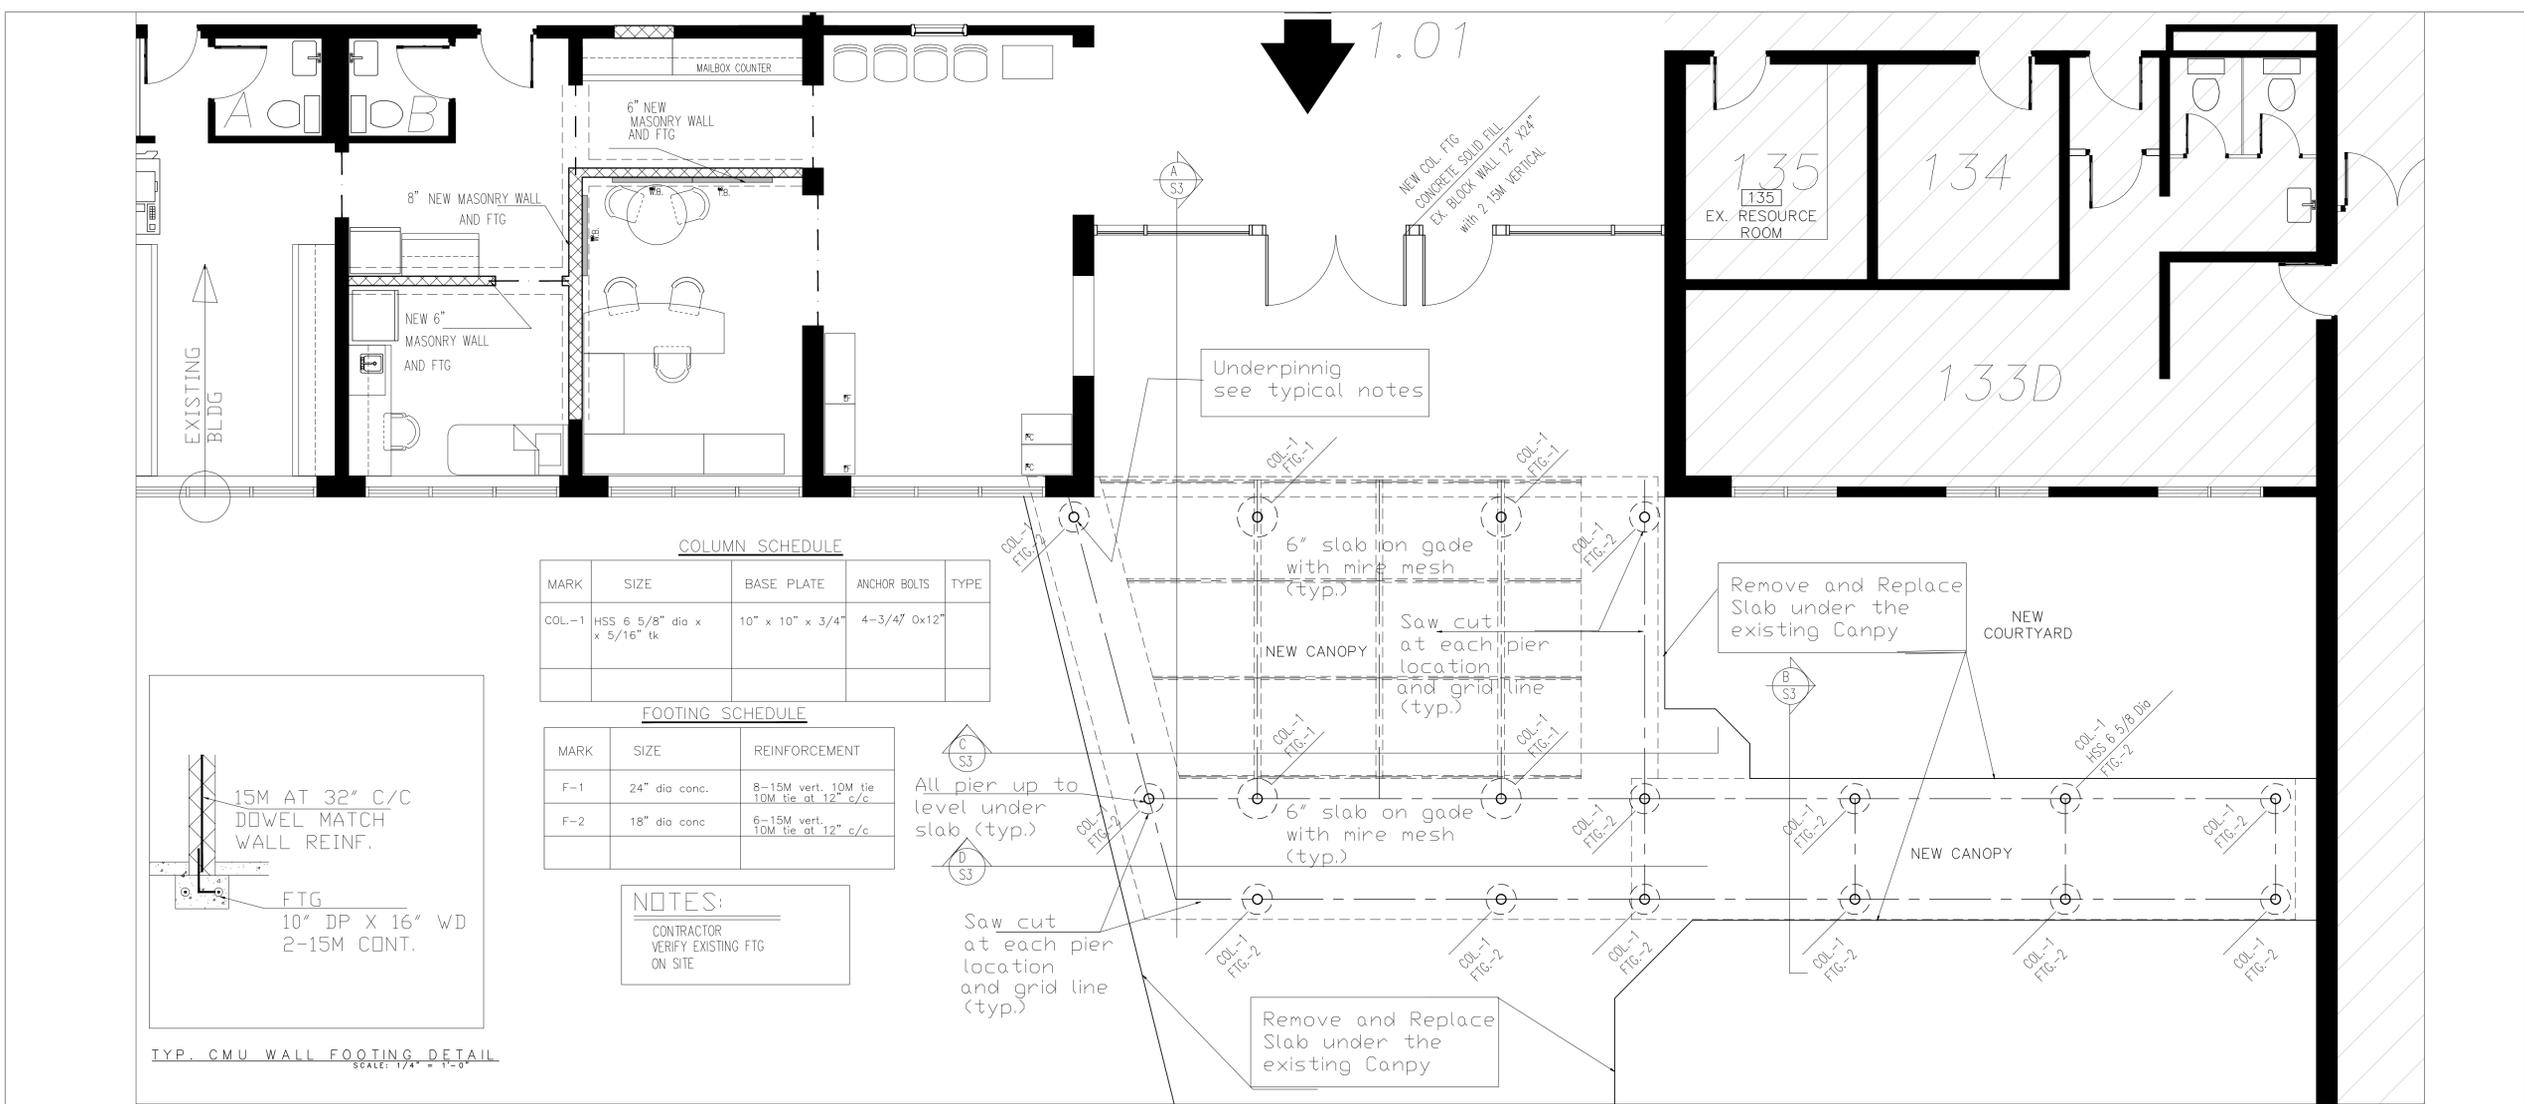 1.01
A
B
MAILBOX COUNTER
6" NEW
MASONRY WALL
AND FTG
8" NEW MASONRY WALL
AND FTG
W.B.
T.B.
W.B.
NEW 6"
MASONRY WALL
AND FTG
EXISTING
BLDG
A
S3
NEW COL. FTG
CONCRETE SOLID FILL
EX. BLOCK WALL 12" X24"
with 2 15M VERTICAL
135
135
EX. RESOURCE
ROOM
134
133D
Underpinnig
see typical notes
COL.-1
FTG.-1
COL.-1
FTG.-1
COL.-1
FTG.-2
COL.-1
FTG.-2
COLUMN SCHEDULE
MARK SIZE BASE PLATE ANCHOR BOLTS TYPE
COL.-1 HSS 6 5/8" dia x
x 5/16" tk
10" x 10" x 3/4"
4-3/4" 0x12"
6" slab on gade
with mire mesh
(typ.)
Saw cut
at each pier
location
and grid line
(typ.)
NEW CANOPY
Remove and Replace
Slab under the
existing Canpy
NEW
COURTYARD
B
S3
FOOTING SCHEDULE
MARK SIZE REINFORCEMENT
F-1 24" dia conc. 8-15M vert. 10M tie
10M tie at 12" c/c
F-2 18" dia conc 6-15M vert.
10M tie at 12" c/c
C
S3
All pier up to
level under
slab (typ.)
D
S3
COL.-1
FTG.-2
COL.-1
FTG.-1
COL.-1
FTG.-1
COL.-1
FTG.-2
COL.-1
FTG.-2
COL.-1
HSS 6 5/8 Dia
FTG.-2
COL.-1
FTG.-2
6" slab on gade
with mire mesh
(typ.)
NEW CANOPY
15M AT 32" C/C
DOWEL MATCH
WALL REINF.
FTG
10" DP X 16" WD
2-15M CONT.
NOTES:
CONTRACTOR
VERIFY EXISTING FTG
ON SITE
Saw cut
at each pier
location
and grid line
(typ.)
COL.-1
FTG.-2
COL.-1
FTG.-2
COL.-1
FTG.-2
COL.-1
FTG.-2
COL.-1
FTG.-2
COL.-1
FTG.-2
Remove and Replace
Slab under the
existing Canpy
TYP. CMU WALL FOOTING DETAIL
SCALE: 1/4" = 1'-0"